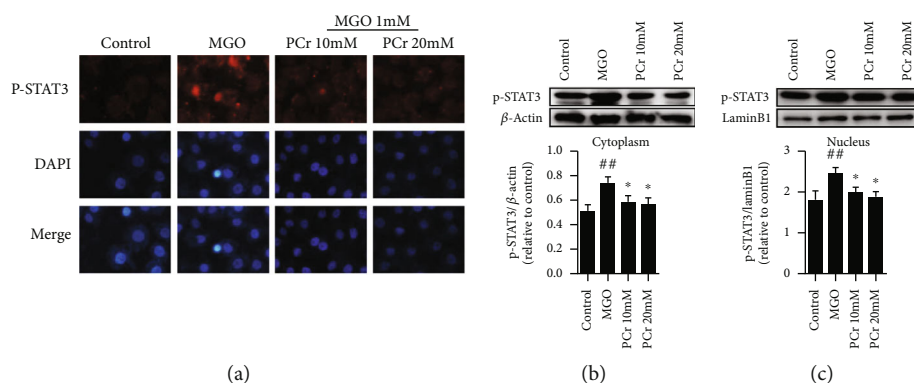 MGO 1mM
Control MGO PCr 10mM PCr 20mM
P-STAT3
DAPI
Merge
(a)
Control MGO PCr 10mM PCr 20mM
p-STAT3
β-Actin
Cytoplasm
p-STAT3/β-actin
(relative to control)
1.0
0.8
0.6
0.4
0.2
0.0
## * *
Control MGO PCr 10mM PCr 20mM
(b)
Control MGO PCr 10mM PCr 20mM
p-STAT3
LaminB1
Nucleus
p-STAT3/laminB1
(relative to control)
3
2
1
0
## * *
Control MGO PCr 10mM PCr 20mM
(c)